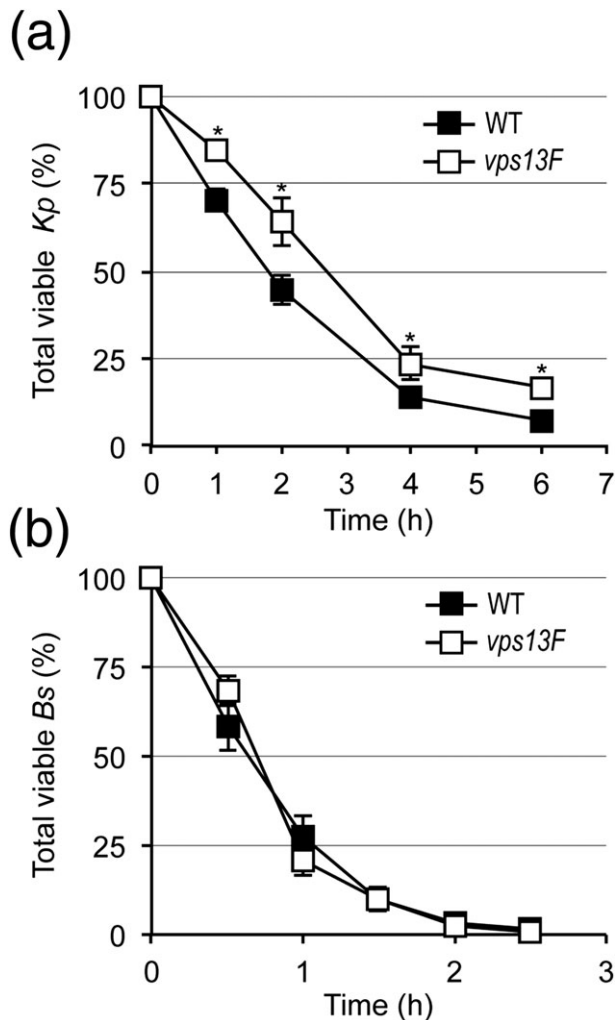 (a)
100
75
50
25
0
Total viable Kp (%)
WT
vps13F
*
*
*
*
0 1 2 3 4 5 6 7
Time (h)
(b)
100
75
50
25
0
Total viable Bs (%)
WT
vps13F
0 1 2 3
Time (h)